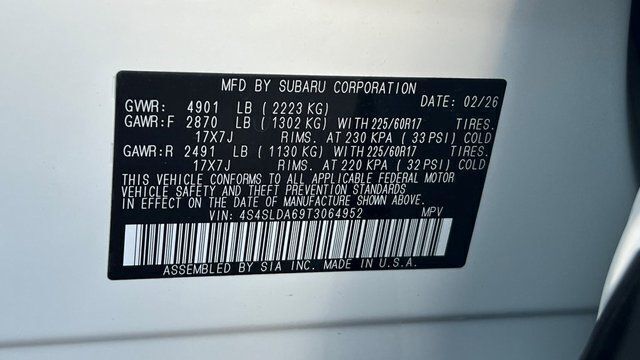 MFD BY SUBARU CORPORATION
GVWR: 4901 LB (2223 KG) DATE: 02/26
GAWR:F 2870 LB (1302 KG) WITH 225/60R17 TIRES.
17X7J RIMS. AT 230 KPA (33 PSI) COLD
GAWR:R 2491 LB (1130 KG) WITH 225/60R17 TIRES.
17X7J RIMS. AT 220 KPA (32 PSI) COLD
THIS VEHICLE CONFORMS TO ALL APPLICABLE FEDERAL MOTOR
VEHICLE SAFETY AND THEFT PREVENTION STANDARDS
IN EFFECT ON THE DATE OF MANUFACTURE SHOWN ABOVE.
VIN: 4S4SLDA69T3064952 MPV
ASSEMBLED BY SIA INC. MADE IN U.S.A.